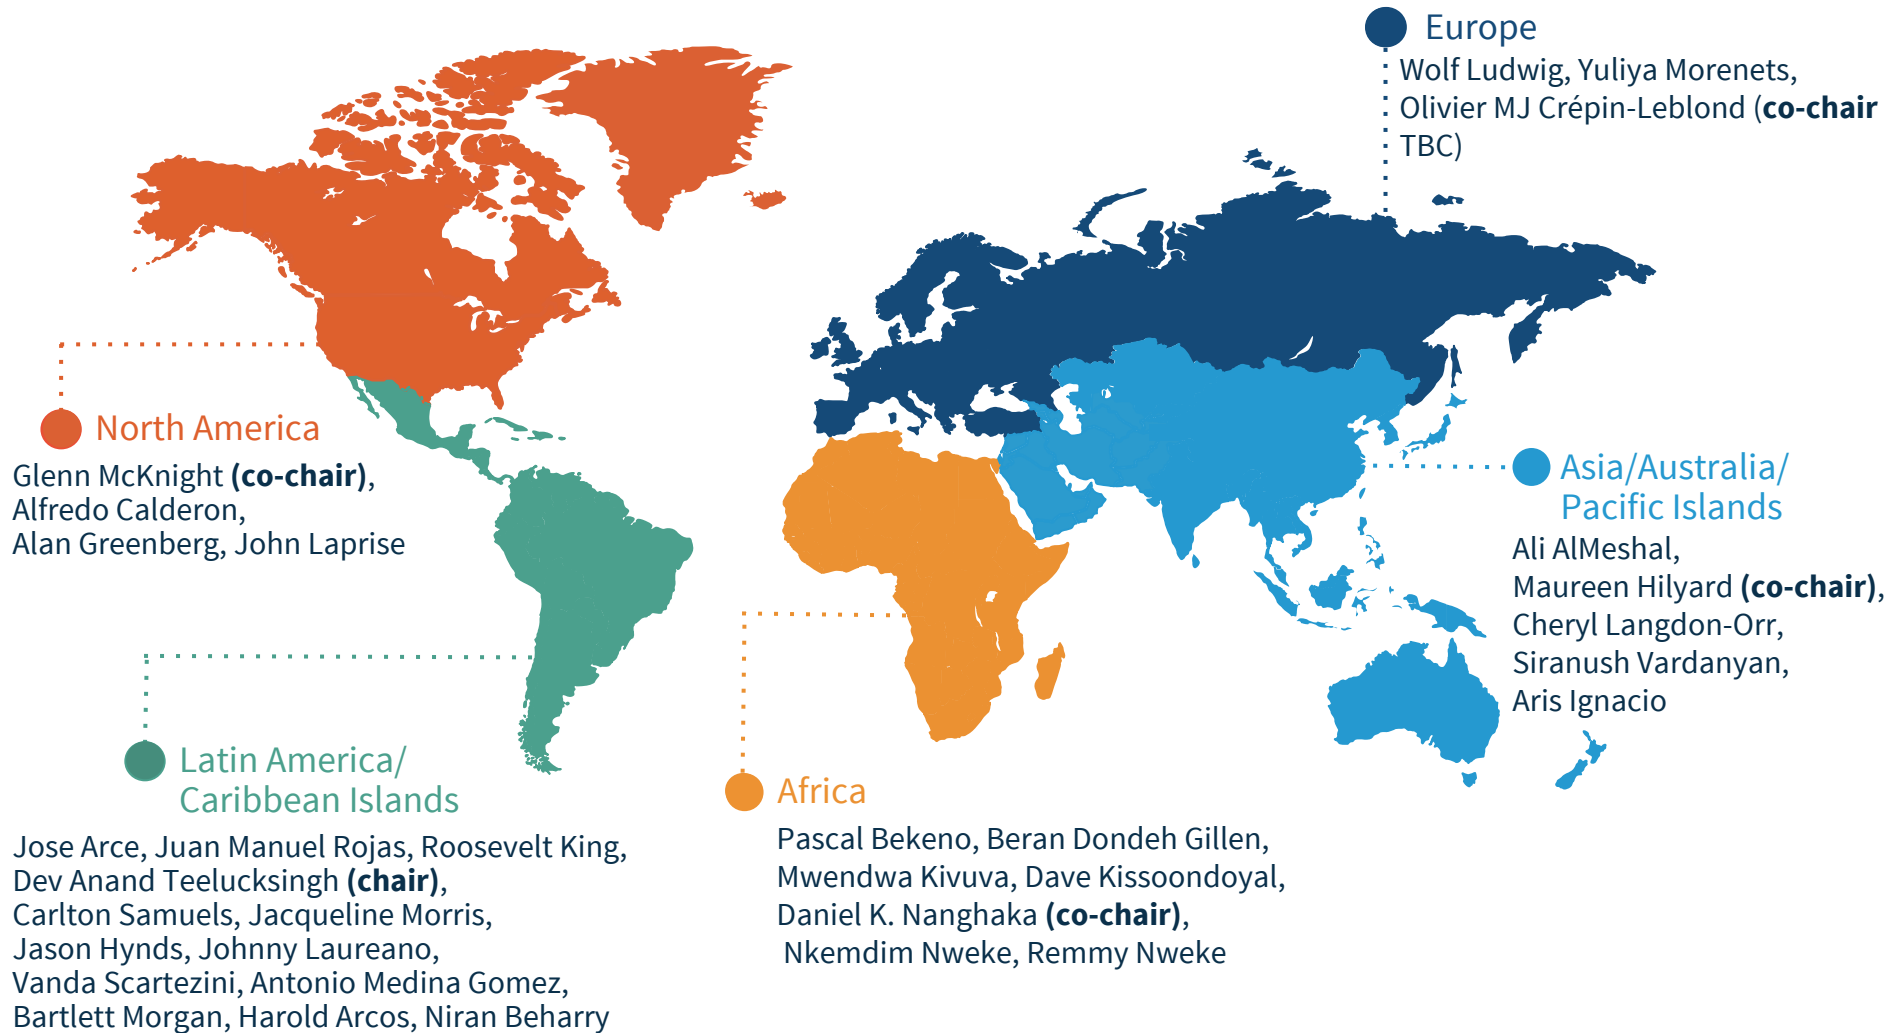 Europe
Wolf Ludwig, Yuliya Morenets,
Olivier MJ Crépin-Leblond (co-chair
TBC)
North America
Glenn McKnight (co-chair),
Alfredo Calderon,
Alan Greenberg, John Laprise
Asia/Australia/
Pacific Islands
Ali AlMeshal,
Maureen Hilyard (co-chair),
Cheryl Langdon-Orr,
Siranush Vardanyan,
Aris Ignacio
Latin America/
Caribbean Islands
Jose Arce, Juan Manuel Rojas, Roosevelt King,
Dev Anand Teelucksingh (chair),
Carlton Samuels, Jacqueline Morris,
Jason Hynds, Johnny Laureano,
Vanda Scartezini, Antonio Medina Gomez,
Bartlett Morgan, Harold Arcos, Niran Beharry
Africa
Pascal Bekeno, Beran Dondeh Gillen,
Mwendwa Kivuva, Dave Kissoondoyal,
Daniel K. Nanghaka (co-chair),
Nkemdim Nweke, Remmy Nweke